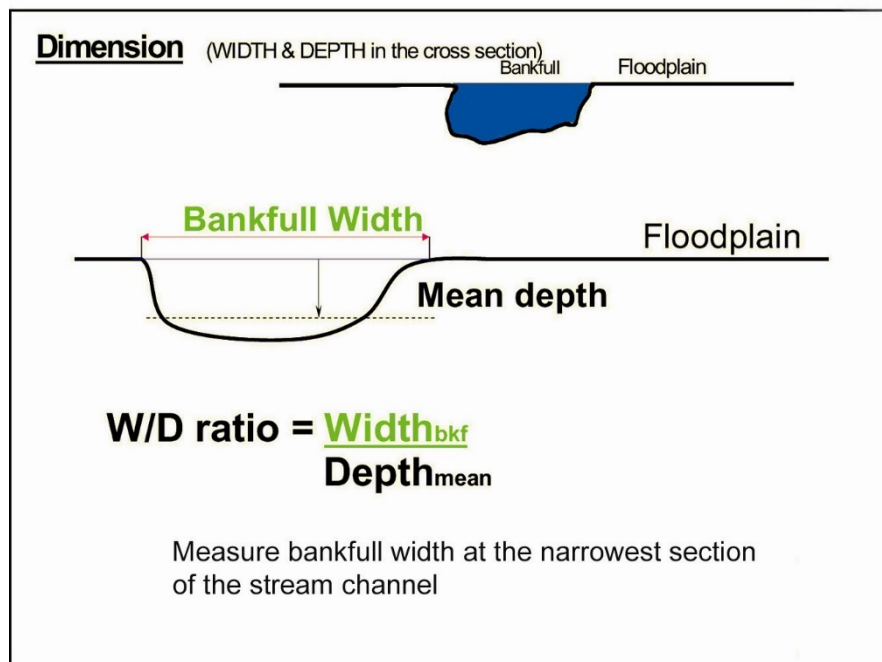 Dimension (WIDTH & DEPTH in the cross section)
Bankfull Floodplain
Bankfull Width
Floodplain
Mean depth
W/D ratio = Widthbkf
Depthmean
Measure bankfull width at the narrowest section
of the stream channel